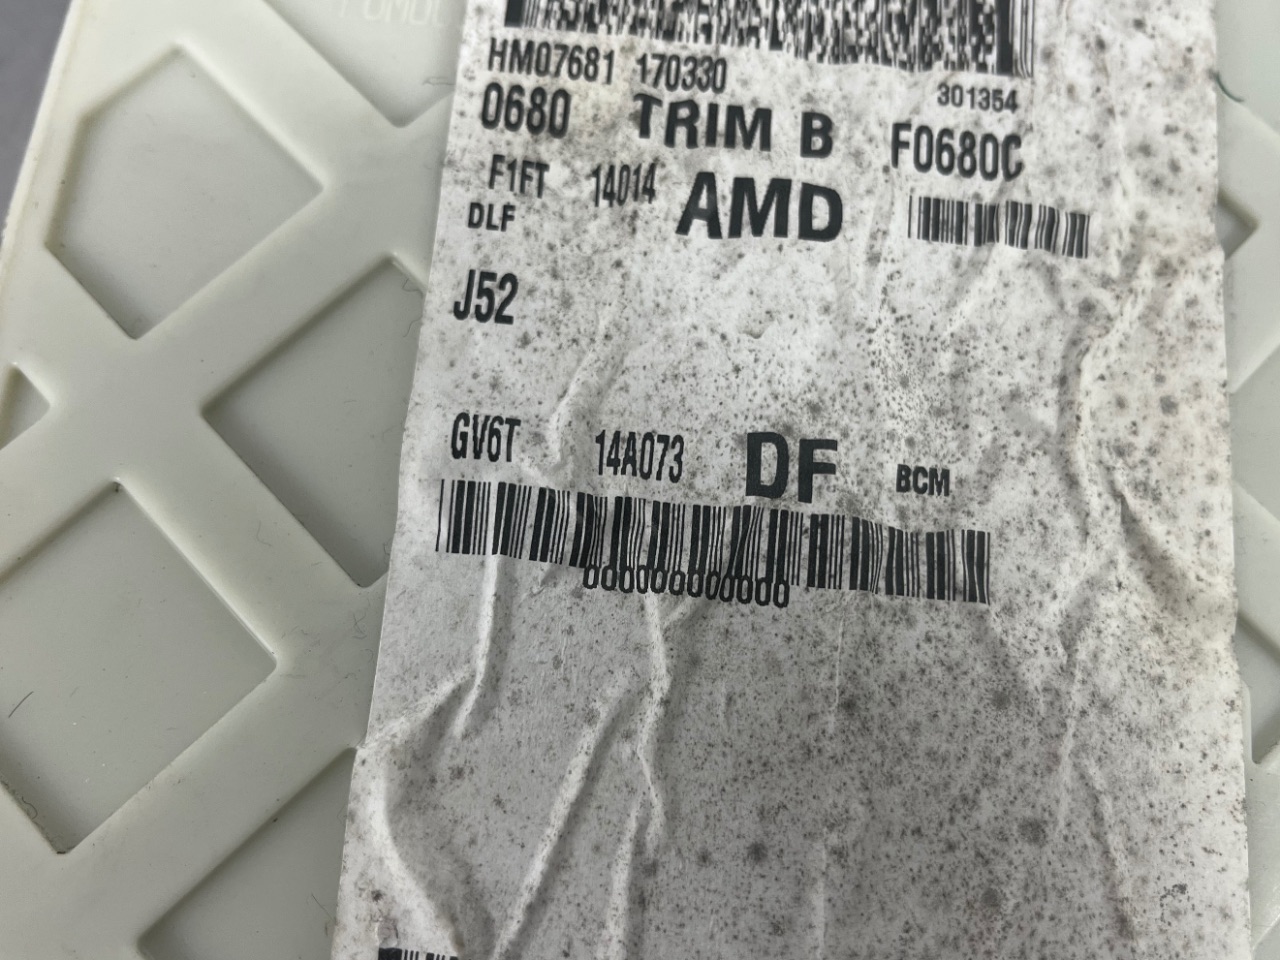 HM07681 170330
301354
0680 TRIM B F0680C
F1FT 14014 AMD
DLF
J52
GV6T 14A073 DF BCM
000000000000